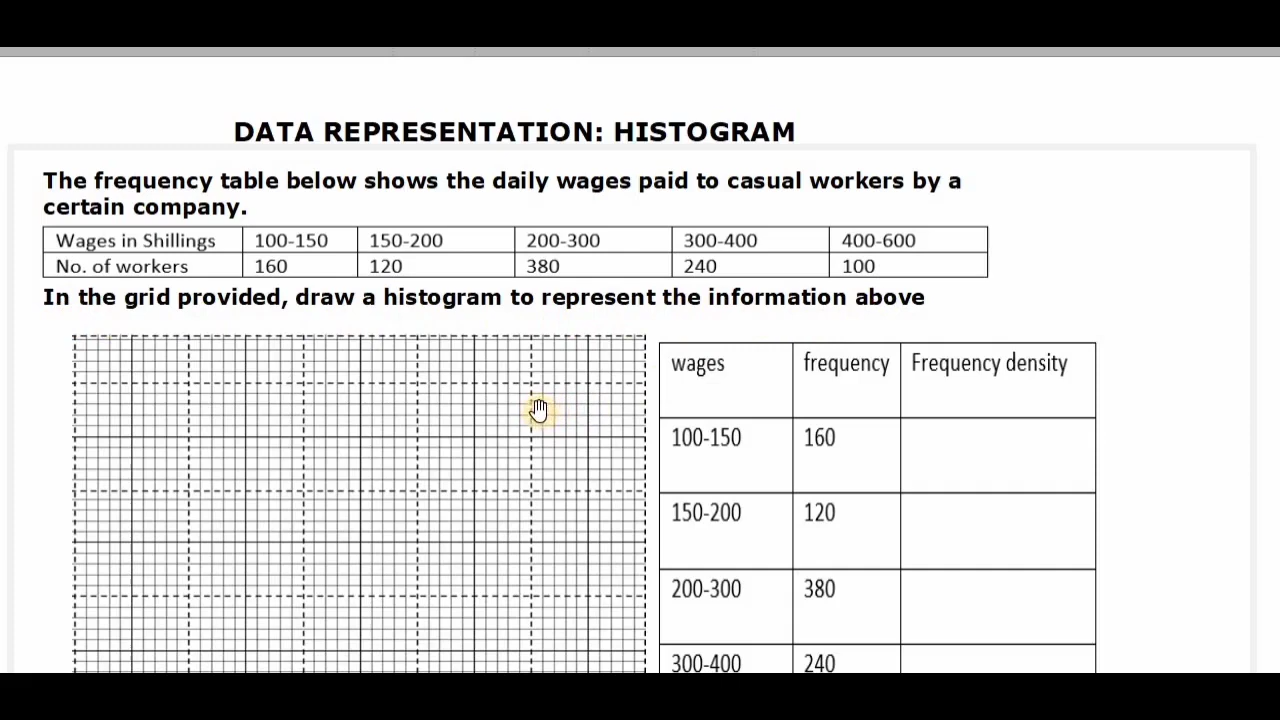 DATA REPRESENTATION: HISTOGRAM
The frequency table below shows the daily wages paid to casual workers by a
certain company.
Wages in Shillings 100-150 150-200 200-300 300-400 400-600
No. of workers 160 120 380 240 100
In the grid provided, draw a histogram to represent the information above
wages frequency Frequency density
100-150 160
150-200 120
200-300 380
300-400 240